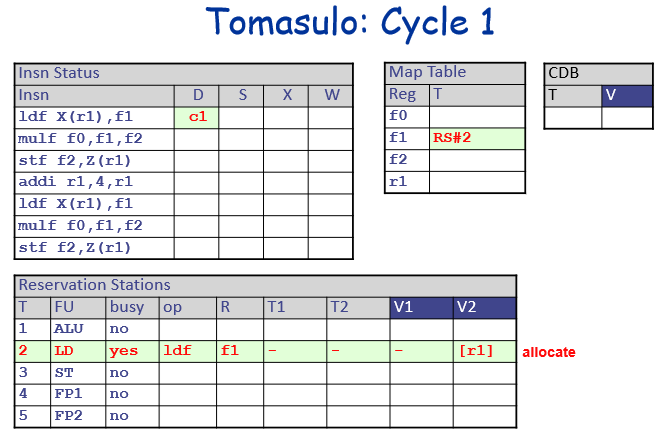 Tomasulo: Cycle 1
Insn Status
Insn D S X W
ldf X(r1),f1 c1
mulf f0,f1,f2
stf f2,Z(r1)
addi r1,4,r1
ldf X(r1),f1
mulf f0,f1,f2
stf f2,Z(r1)
Map Table
Reg T
f0
f1 RS#2
f2
r1
CDB
T V
Reservation Stations
T FU busy op R T1 T2 V1 V2
1 ALU no
2 LD yes ldf f1 - - - [r1] allocate
3 ST no
4 FP1 no
5 FP2 no